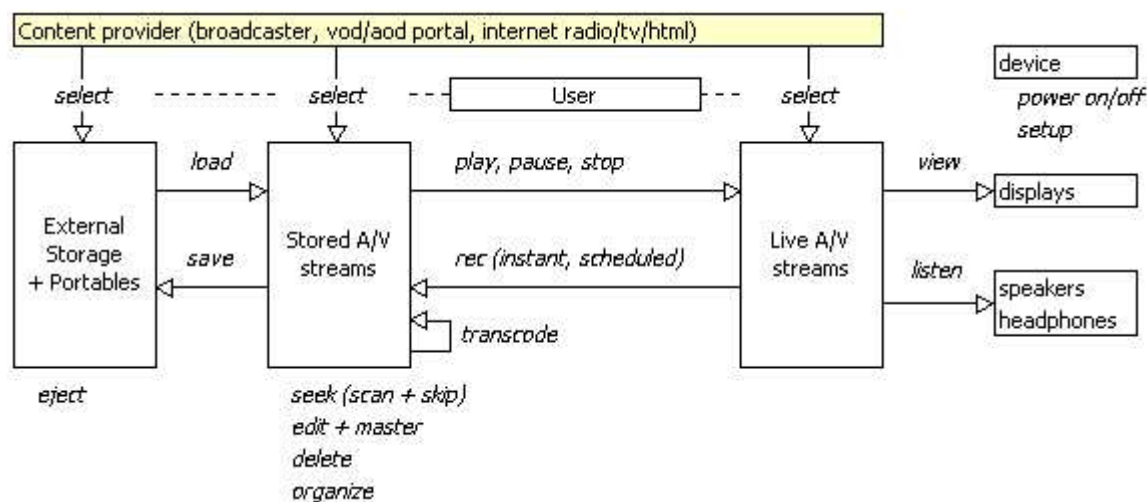 Content provider (broadcaster, vod/aod portal, internet radio/tv/html)
device
power on/off
setup
select
select
User
select
External
Storage
+ Portables
load
save
Stored A/V
streams
play, pause, stop
rec (instant, scheduled)
transcode
Live A/V
streams
view
displays
listen
speakers
headphones
eject
seek (scan + skip)
edit + master
delete
organize